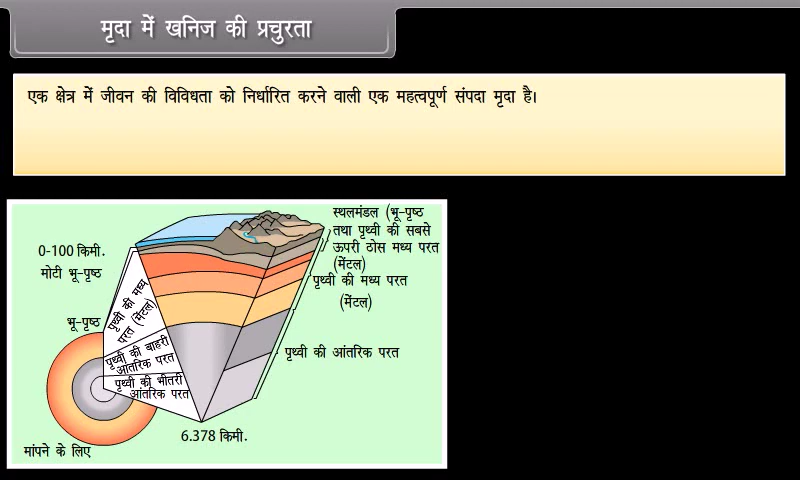 मृदा में खनिज की प्रचुरता
एक क्षेत्र में जीवन की विविधता को निर्धारित करने वाली एक महत्वपूर्ण संपदा मृदा है।
स्थलमंडल (भू-पृष्ठ
तथा पृथ्वी की सबसे
ऊपरी ठोस मध्य परत
(मेंटल)
0-100 किमी.
मोटी भू-पृष्ठ
पृथ्वी की मध्य परत
(मेंटल)
पृथ्वी की मध्य
परत (मेंटल)
भू-पृष्ठ
पृथ्वी की बाहरी
आंतरिक परत
पृथ्वी की आंतरिक परत
पृथ्वी की भीतरी
आंतरिक परत
6.378 किमी.
मांपने के लिए